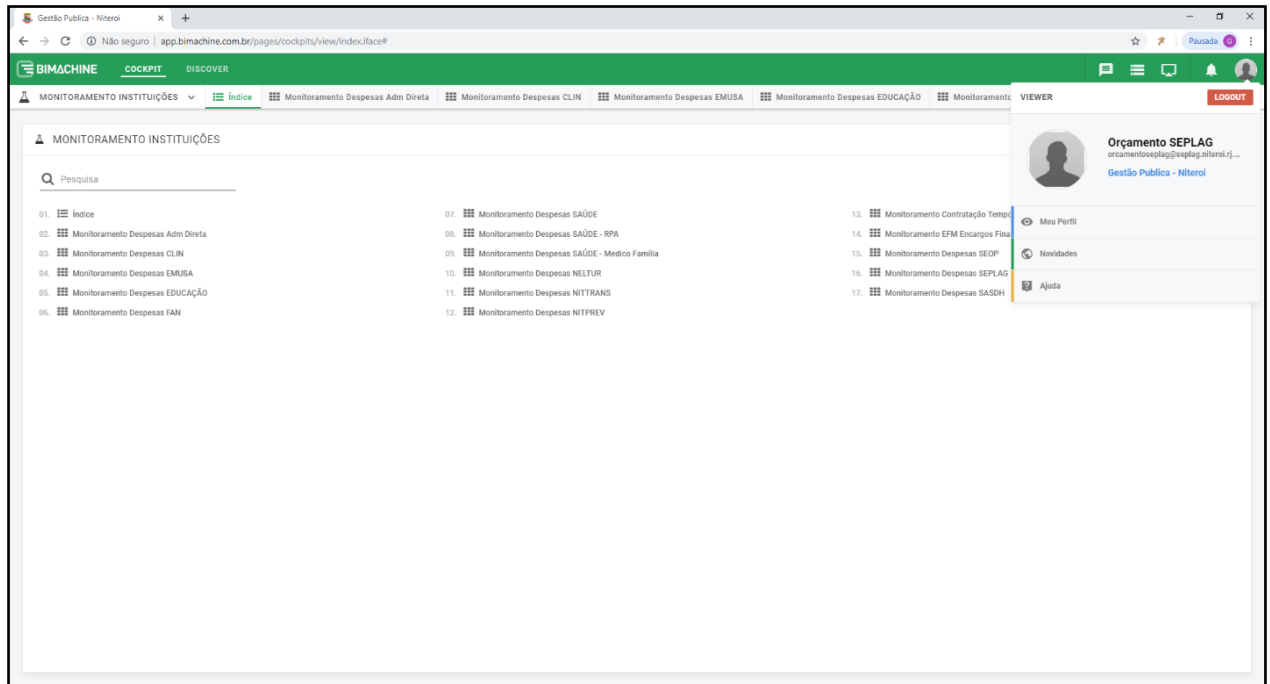 Gestão Publica - Niteroi
Não seguro | app.bimachine.com.br/pages/cockpits/view/index.iface#
Pausada G
BIMACHINE COCKPIT DISCOVER
MONITORAMENTO INSTITUIÇÕES Índice Monitoramento Despesas Adm Direta Monitoramento Despesas CLIN Monitoramento Despesas EMUSA Monitoramento Despesas EDUCAÇÃO Monitoramento
VIEWER LOGOUT
MONITORAMENTO INSTITUIÇÕES
Orçamento SEPLAG
orcamentoseplag@seplag.niteroi.rj....
Gestão Publica - Niteroi
Pesquisa
01. Índice
02. Monitoramento Despesas Adm Direta
03. Monitoramento Despesas CLIN
04. Monitoramento Despesas EMUSA
05. Monitoramento Despesas EDUCAÇÃO
06. Monitoramento Despesas FAN
07. Monitoramento Despesas SAÚDE
08. Monitoramento Despesas SAÚDE - RPA
09. Monitoramento Despesas SAÚDE - Medico Família
10. Monitoramento Despesas NELTUR
11. Monitoramento Despesas NITTRANS
12. Monitoramento Despesas NITPREV
13. Monitoramento Contratação Tempo
14. Monitoramento EFM Encargos Fina
15. Monitoramento Despesas SEOP
16. Monitoramento Despesas SEPLAG
17. Monitoramento Despesas SASDH
Meu Perfil
Novidades
Ajuda